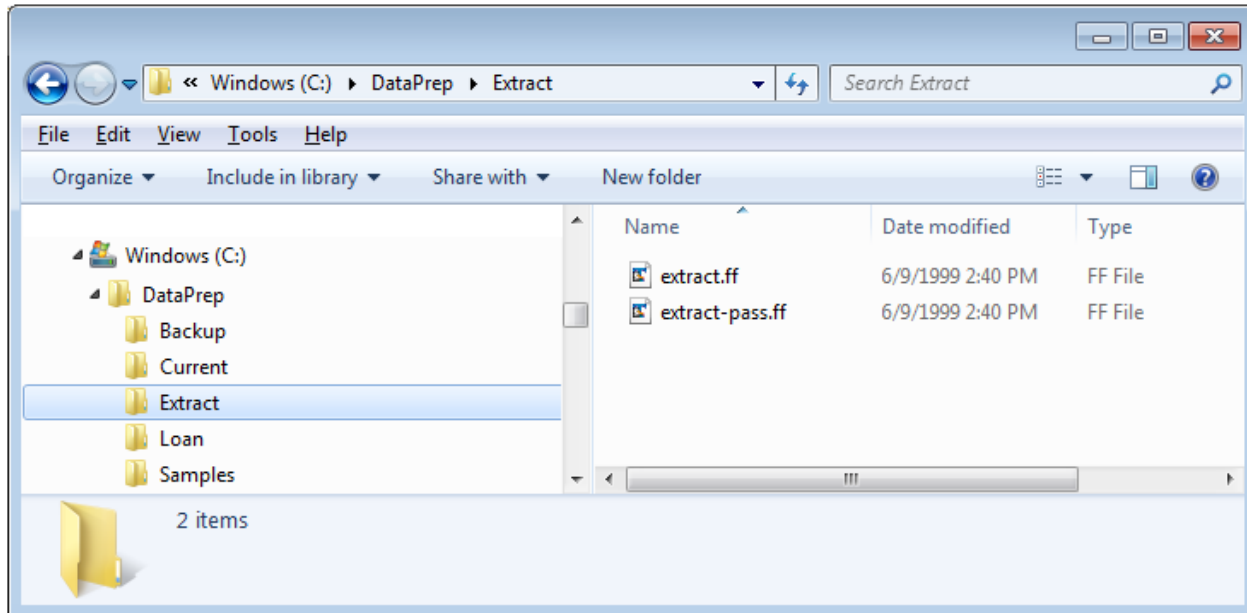 « Windows (C:) ▸ DataPrep ▸ Extract
Search Extract
File Edit View Tools Help
Organize Include in library Share with New folder
Windows (C:)
DataPrep
Backup
Current
Extract
Loan
Samples
Name Date modified Type
extract.ff 6/9/1999 2:40 PM FF File
extract-pass.ff 6/9/1999 2:40 PM FF File
2 items